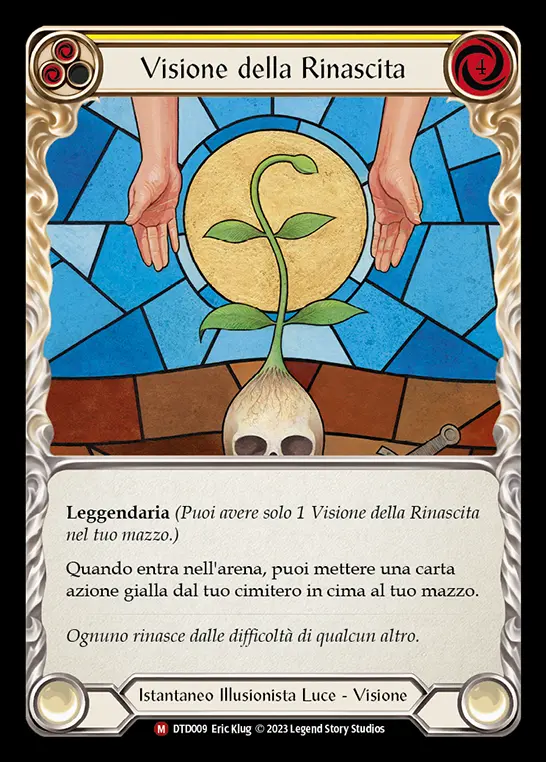 Visione della Rinascita
Leggendaria (Puoi avere solo 1 Visione della Rinascita
nel tuo mazzo.)
Quando entra nell'arena, puoi mettere una carta
azione gialla dal tuo cimitero in cima al tuo mazzo.
Ognuno rinasce dalle difficoltà di qualcun altro.
Istantaneo Illusionista Luce - Visione
M DTD009 Eric Klug © 2023 Legend Story Studios